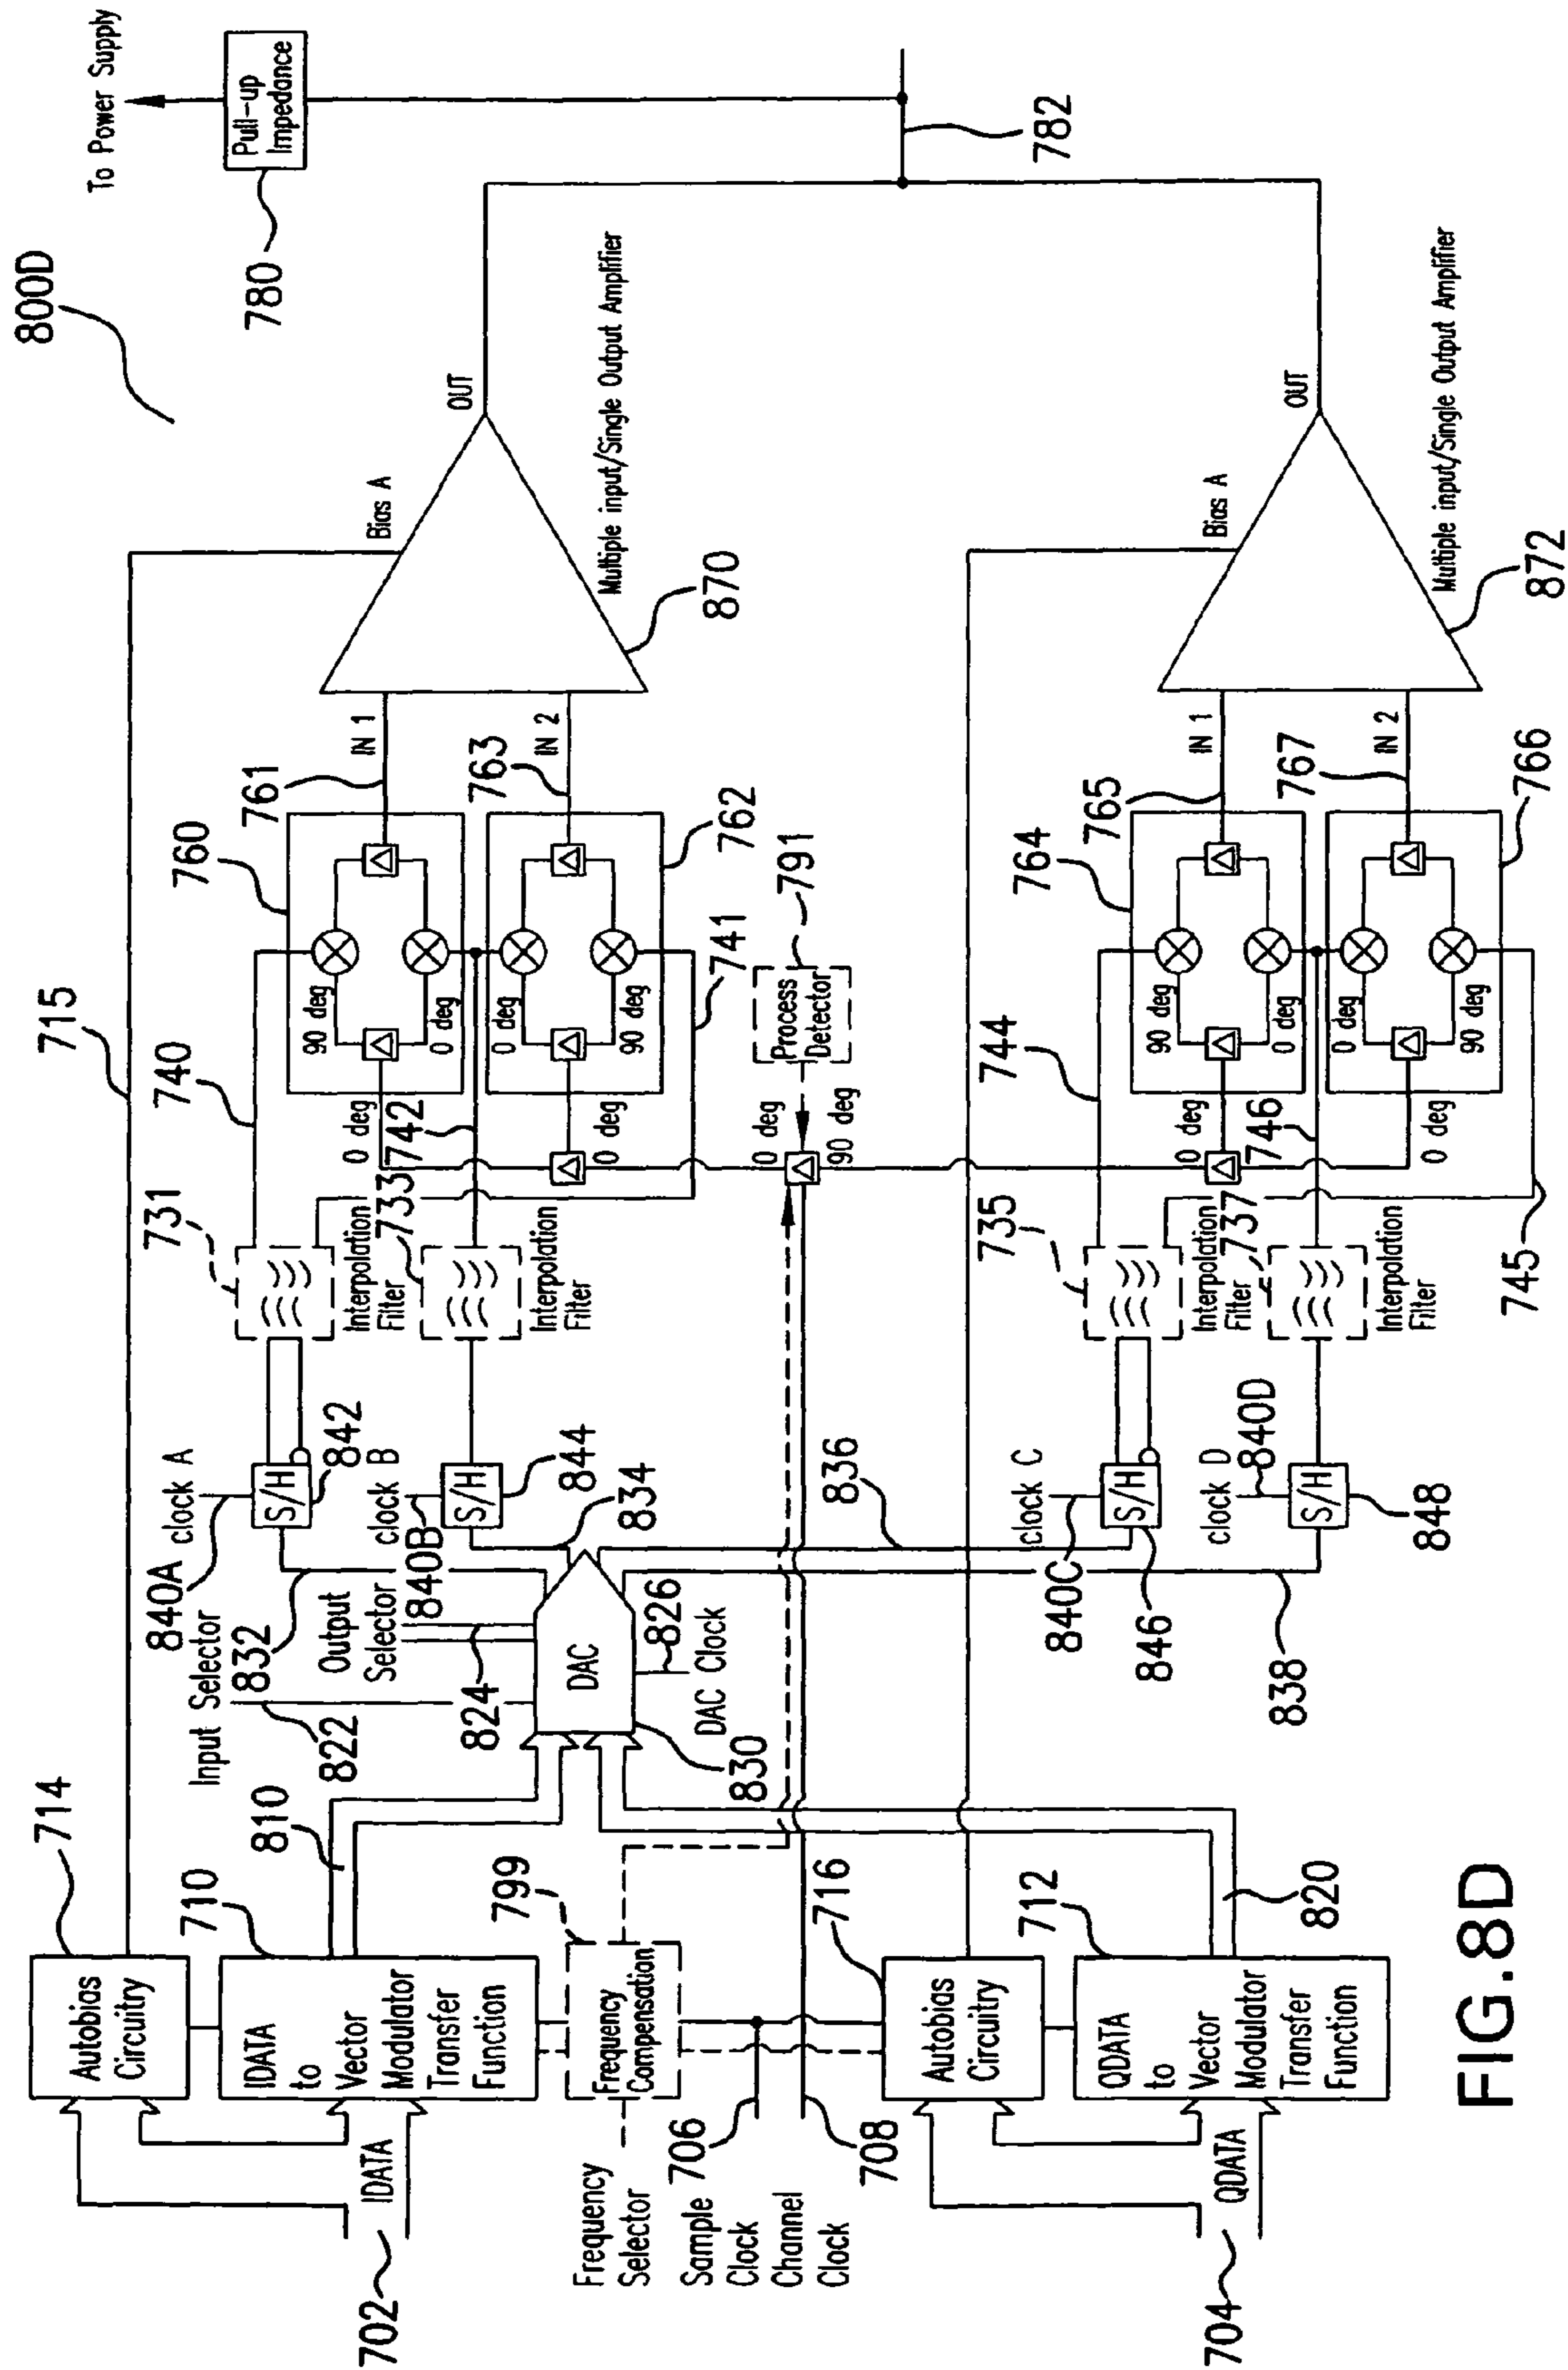 FIG.8D
800D
To Power Supply
Pull-up
Impedance
780
782
715
714
Autobias
Circuitry
710
IDATA
to
Vector
Modulator
Transfer
Function
IDATA
702
810
Input Selector
822
832
Output
Selector
824
DAC
830
826
DAC Clock
834
836
838
840A
clock A
S/H
842
840B
clock B
S/H
844
840C
clock C
S/H
846
840D
clock D
S/H
848
731
Interpolation
Filter
733
Interpolation
Filter
735
Interpolation
Filter
737
Interpolation
Filter
740
742
741
744
746
745
0 deg
0 deg
0 deg
90 deg
0 deg
0 deg
760
90 deg
0 deg
761
IN 1
762
0 deg
90 deg
763
IN 2
764
90 deg
0 deg
765
IN 1
766
0 deg
90 deg
767
IN 2
Process
Detector
791
Bias A
OUT
Multiple input/Single Output Amplifier
870
Bias A
OUT
Multiple input/Single Output Amplifier
872
799
Frequency
Compensation
Frequency
Selector
706
Sample
Clock
Channel
Clock
708
716
Autobias
Circuitry
712
QDATA
to
Vector
Modulator
Transfer
Function
QDATA
704
820